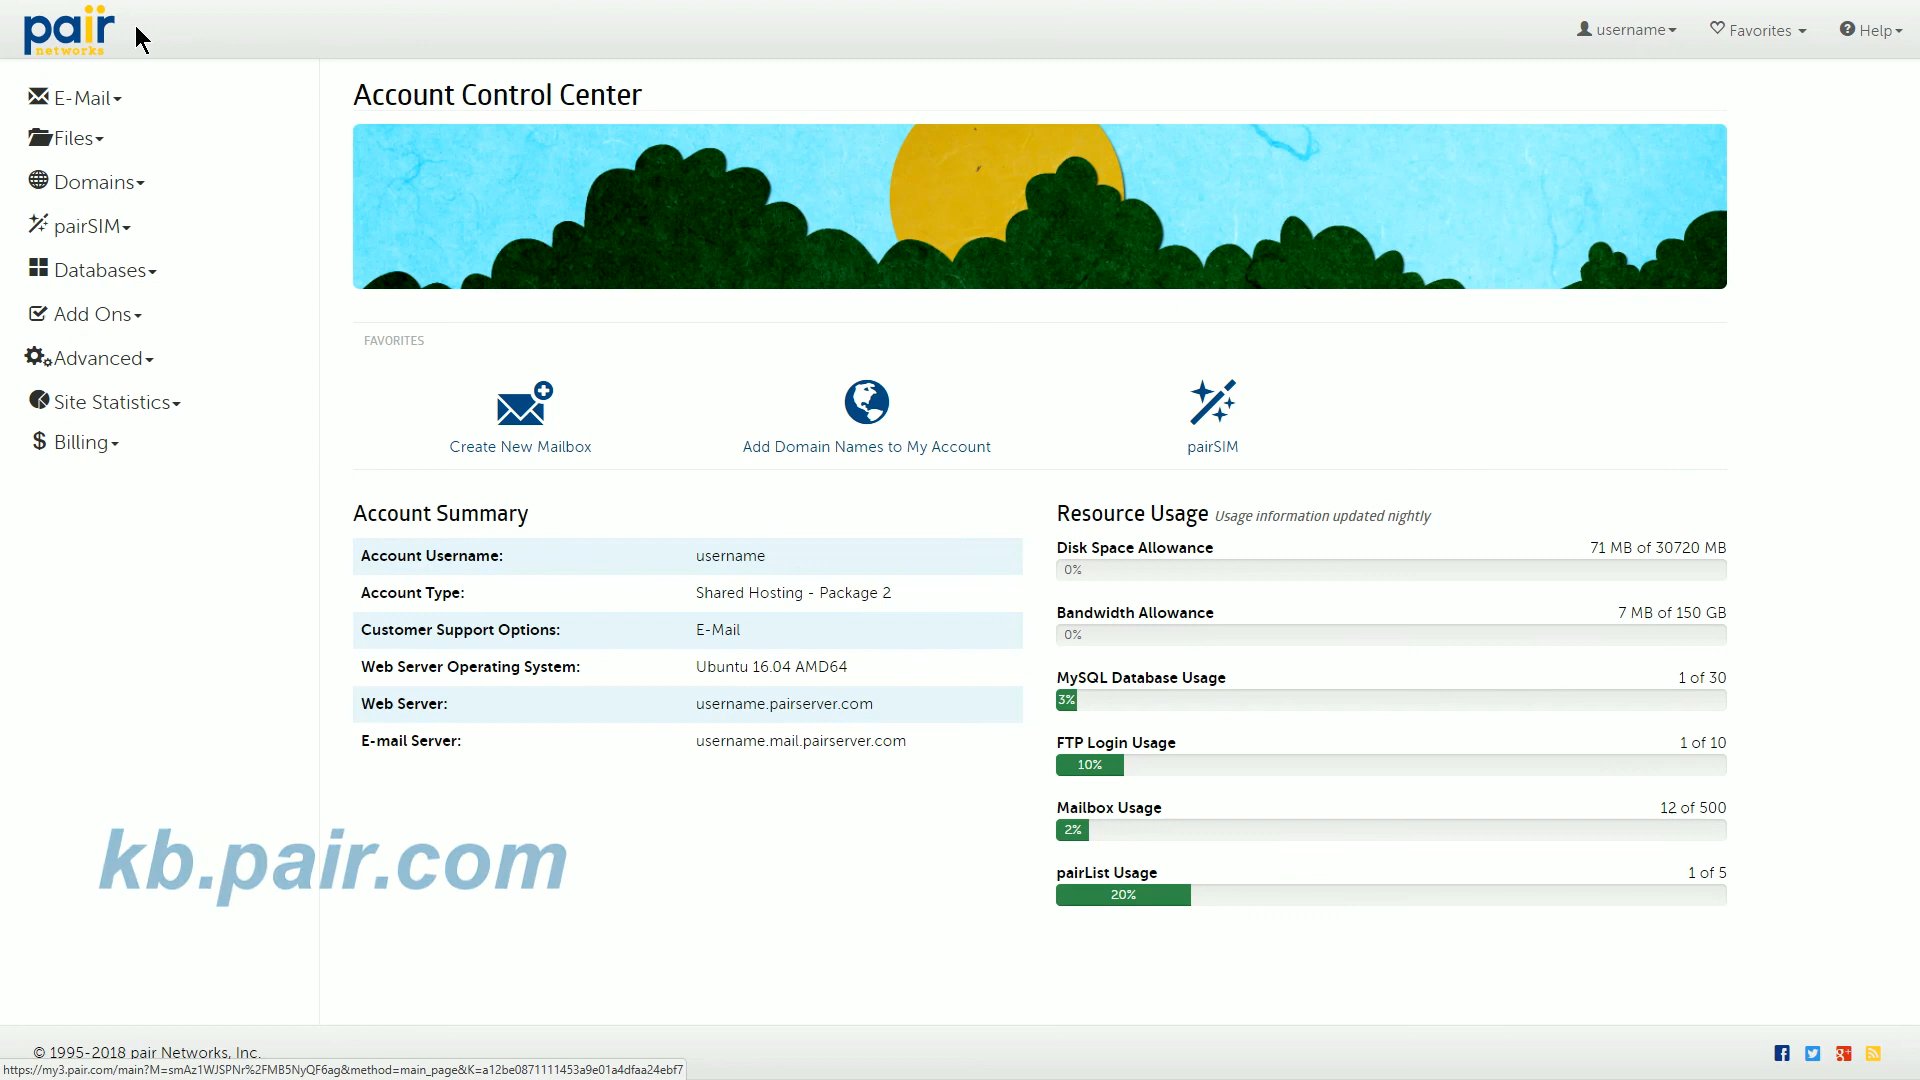 pair
networks
username
Favorites
Help
E-Mail
Files
Domains
pairSIM
Databases
Add Ons
Advanced
Site Statistics
Billing
Account Control Center
FAVORITES
Create New Mailbox
Add Domain Names to My Account
pairSIM
Account Summary
Account Username: username
Account Type: Shared Hosting - Package 2
Customer Support Options: E-Mail
Web Server Operating System: Ubuntu 16.04 AMD64
Web Server: username.pairserver.com
E-mail Server: username.mail.pairserver.com
Resource Usage Usage information updated nightly
Disk Space Allowance 71 MB of 30720 MB
0%
Bandwidth Allowance 7 MB of 150 GB
0%
MySQL Database Usage 1 of 30
3%
FTP Login Usage 1 of 10
10%
Mailbox Usage 12 of 500
2%
pairList Usage 1 of 5
20%
kb.pair.com
© 1995-2018 pair Networks, Inc.
https://my3.pair.com/main?M=smAz1WJSPNr%2FMB5NyQF6ag&method=main_page&K=a12be0871111453a9e01a4dfaa24ebf7